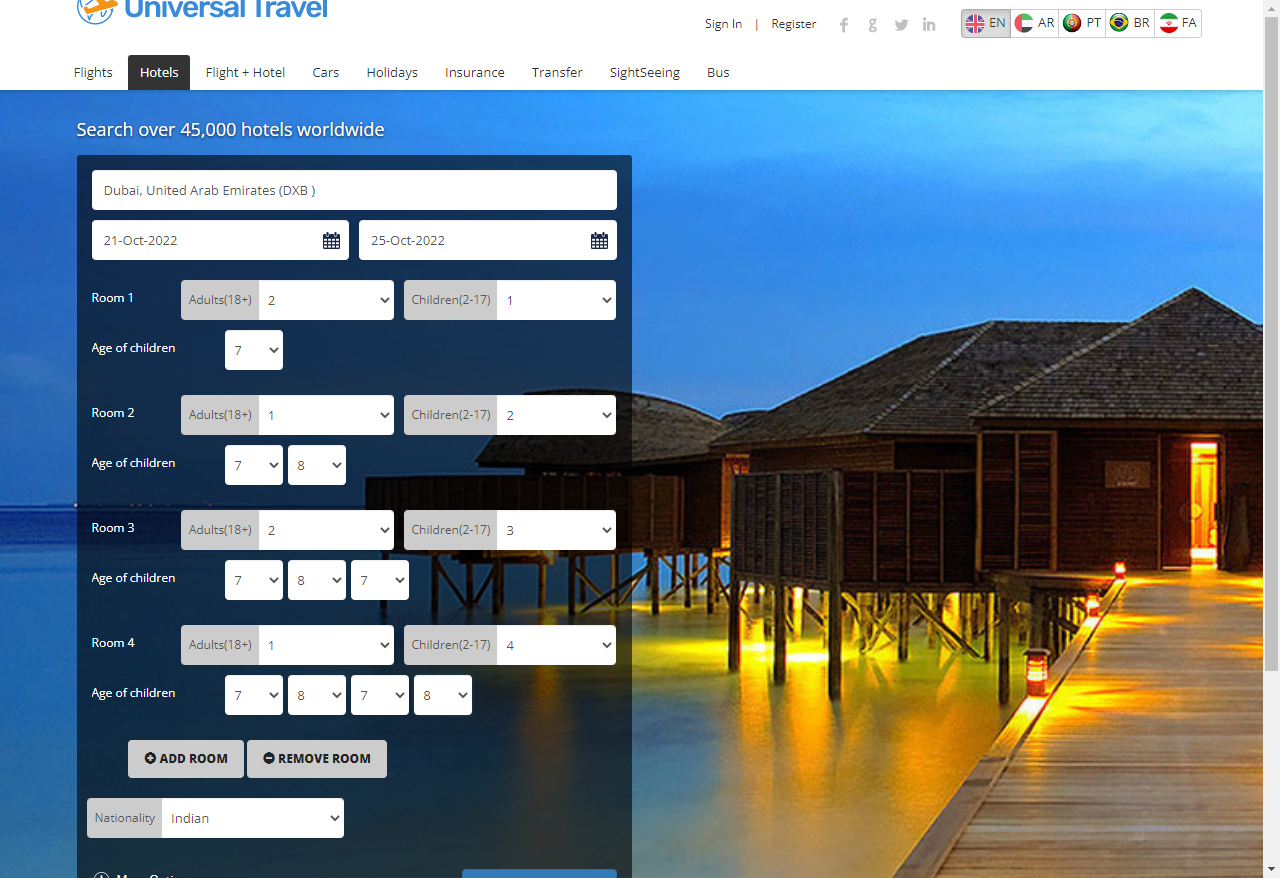 Universal Travel
Sign In | Register
EN AR PT BR FA
Flights Hotels Flight + Hotel Cars Holidays Insurance Transfer SightSeeing Bus
Search over 45,000 hotels worldwide
Dubai, United Arab Emirates (DXB )
21-Oct-2022 25-Oct-2022
Room 1 Adults(18+) 2 Children(2-17) 1
Age of children 7
Room 2 Adults(18+) 1 Children(2-17) 2
Age of children 7 8
Room 3 Adults(18+) 2 Children(2-17) 3
Age of children 7 8 7
Room 4 Adults(18+) 1 Children(2-17) 4
Age of children 7 8 7 8
ADD ROOM REMOVE ROOM
Nationality Indian